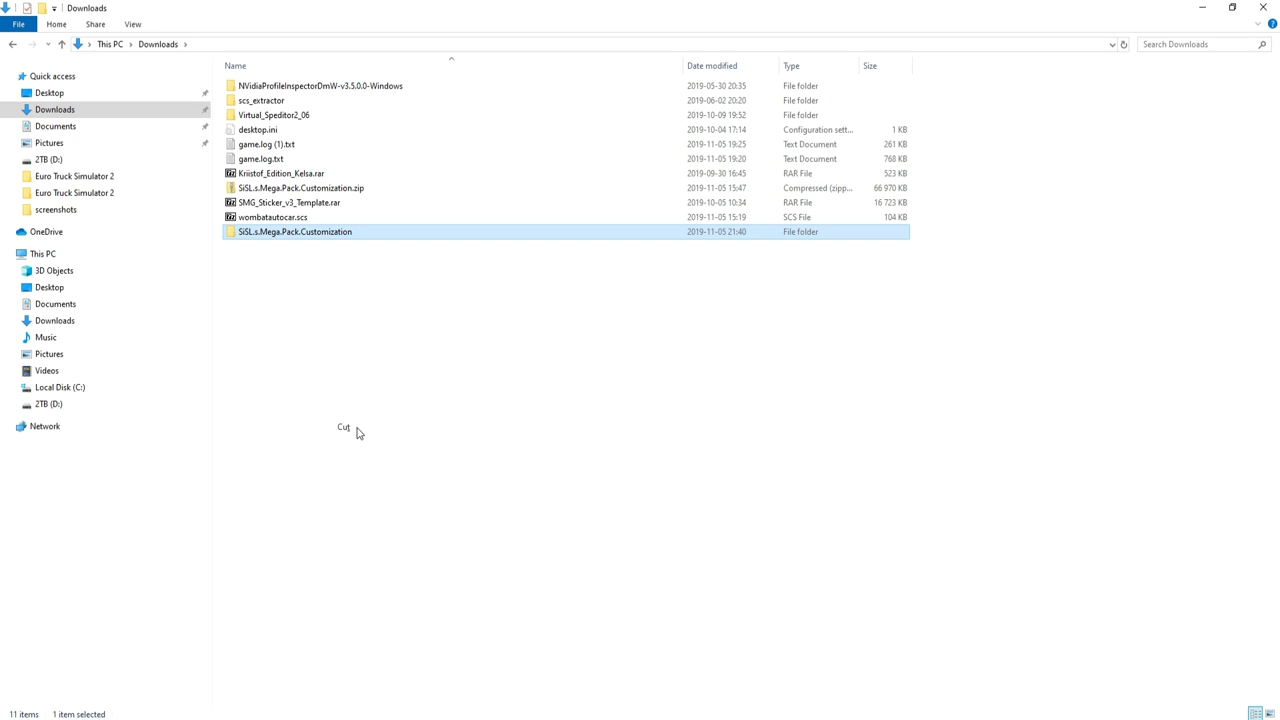 Downloads
File Home Share View
This PC Downloads Search Downloads
Name Date modified Type Size
Quick access
Desktop
Downloads
Documents
Pictures
2TB (D:)
Euro Truck Simulator 2
Euro Truck Simulator 2
screenshots
OneDrive
This PC
3D Objects
Desktop
Documents
Downloads
Music
Pictures
Videos
Local Disk (C:)
2TB (D:)
Network
NVidiaProfileInspectorDmW-v3.5.0.0-Windows 2019-05-30 20:35 File folder
scs_extractor 2019-06-02 20:20 File folder
Virtual_Speditor2_06 2019-10-09 19:52 File folder
desktop.ini 2019-10-04 17:14 Configuration sett... 1 KB
game.log (1).txt 2019-11-05 19:25 Text Document 261 KB
game.log.txt 2019-11-05 19:20 Text Document 768 KB
Kriistof_Edition_Kelsa.rar 2019-09-30 16:45 RAR File 523 KB
SiSL.s.Mega.Pack.Customization.zip 2019-11-05 15:47 Compressed (zipp... 66 970 KB
SMG_Sticker_v3_Template.rar 2019-10-05 10:34 RAR File 16 723 KB
wombatautocar.scs 2019-11-05 15:19 SCS File 104 KB
SiSL.s.Mega.Pack.Customization 2019-11-05 21:40 File folder
Cut
11 items 1 item selected